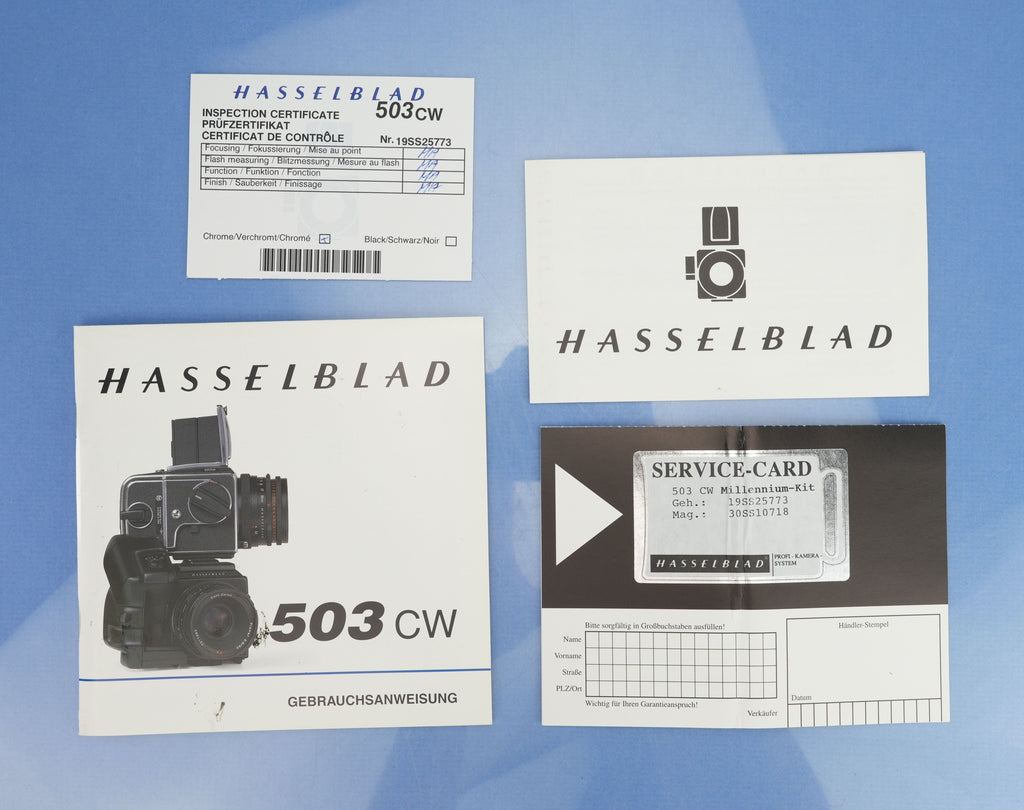 HASSELBLAD
503CW
INSPECTION CERTIFICATE
PRÜFZERTIFIKAT
CERTIFICAT DE CONTRÔLE
Nr. 19SS25773
Focusing / Fokussierung / Mise au point
Flash measuring / Blitzmessung / Mesure au flash
Function / Funktion / Fonction
Finish / Sauberkeit / Finissage
Chrome/Verchromt/Chromé
Black/Schwarz/Noir
HASSELBLAD
HASSELBLAD
503 CW
GEBRAUCHSANWEISUNG
SERVICE-CARD
503 CW Millennium-Kit
Geh.: 19SS25773
Mag.: 30SS10718
HASSELBLAD
PROFI - KAMERA -
SYSTEM
Bitte sorgfältig in Großbuchstaben ausfüllen!
Name
Vorname
Straße
PLZ/Ort
Wichtig für Ihren Garantieanspruch!
Verkäufer
Händler-Stempel
Datum